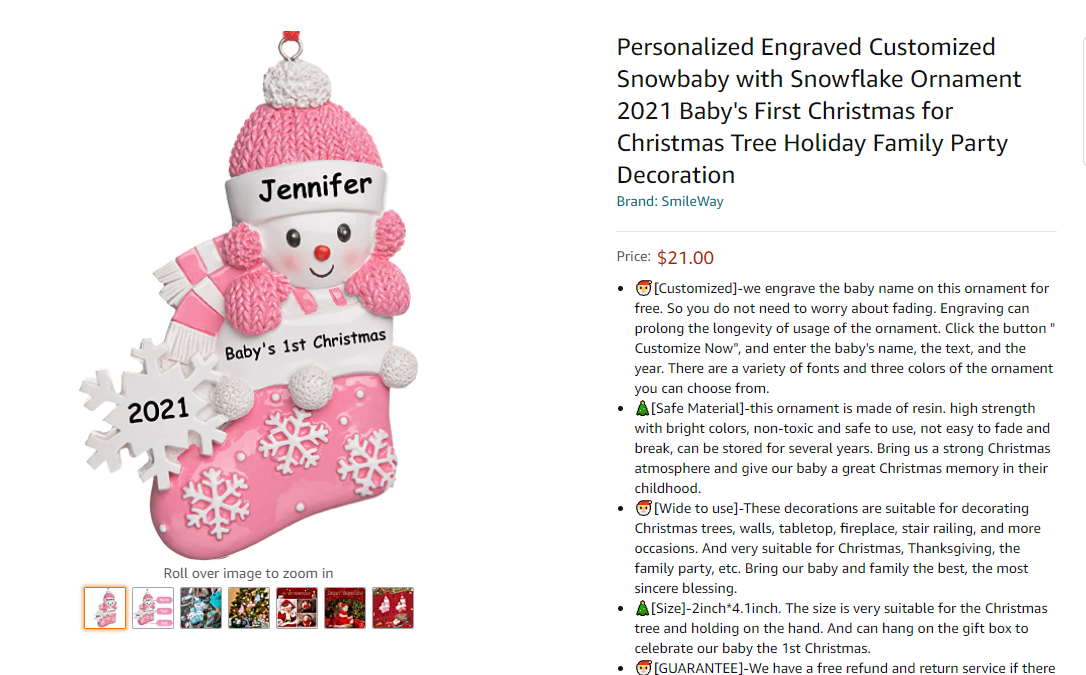 Jennifer
Baby's 1st Christmas
2021
Roll over image to zoom in
Personalized Engraved Customized
Snowbaby with Snowflake Ornament
2021 Baby's First Christmas for
Christmas Tree Holiday Family Party
Decoration
Brand: SmileWay
Price: $21.00
[Customized]-we engrave the baby name on this ornament for
free. So you do not need to worry about fading. Engraving can
prolong the longevity of usage of the ornament. Click the button "
Customize Now", and enter the baby's name, the text, and the
year. There are a variety of fonts and three colors of the ornament
you can choose from.
[Safe Material]-this ornament is made of resin. high strength
with bright colors, non-toxic and safe to use, not easy to fade and
break, can be stored for several years. Bring us a strong Christmas
atmosphere and give our baby a great Christmas memory in their
childhood.
[Wide to use]-These decorations are suitable for decorating
Christmas trees, walls, tabletop, fireplace, stair railing, and more
occasions. And very suitable for Christmas, Thanksgiving, the
family party, etc. Bring our baby and family the best, the most
sincere blessing.
[Size]-2inch*4.1inch. The size is very suitable for the Christmas
tree and holding on the hand. And can hang on the gift box to
celebrate our baby the 1st Christmas.
[GUARANTEE]-We have a free refund and return service if there